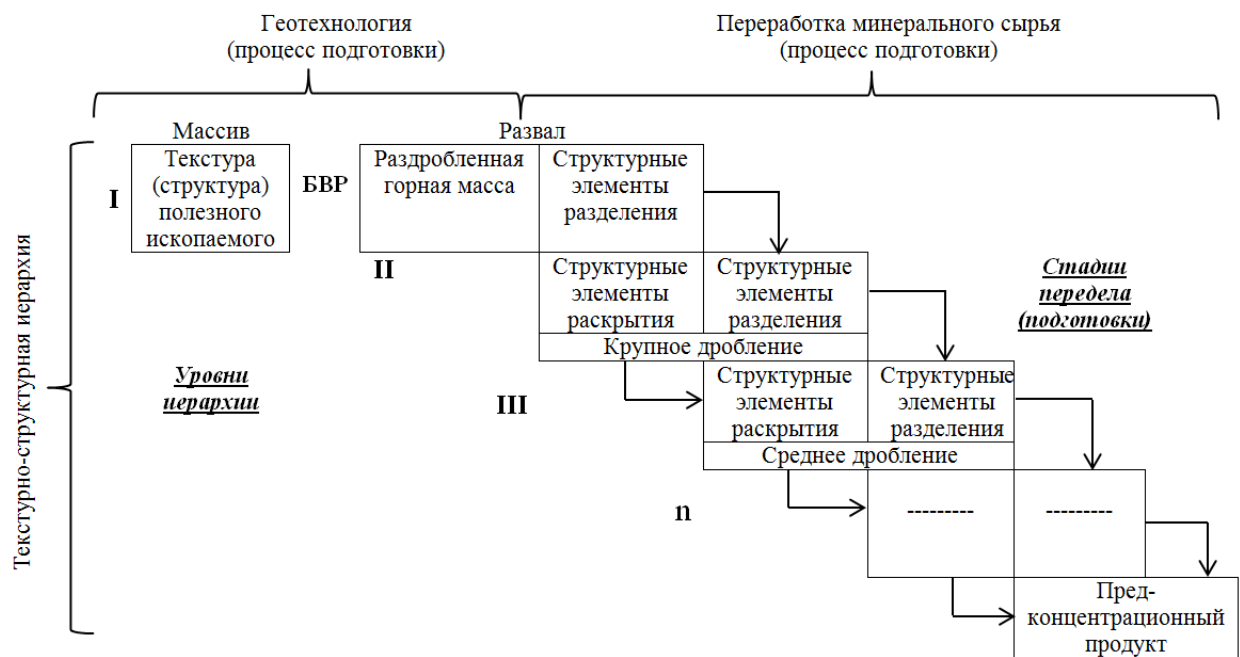 Геотехнология
(процесс подготовки)
Переработка минерального сырья
(процесс подготовки)
Массив
Развал
Текстурно-структурная иерархия
I
Текстура
(структура)
полезного
ископаемого
БВР
Раздробленная
горная масса
Структурные
элементы
разделения
II
Структурные
элементы
раскрытия
Структурные
элементы
разделения
Крупное дробление
Стадии
передела
(подготовки)
Уровни
иерархии
III
Структурные
элементы
раскрытия
Структурные
элементы
разделения
Среднее дробление
n
---------
---------
Пред-
концентрационный
продукт